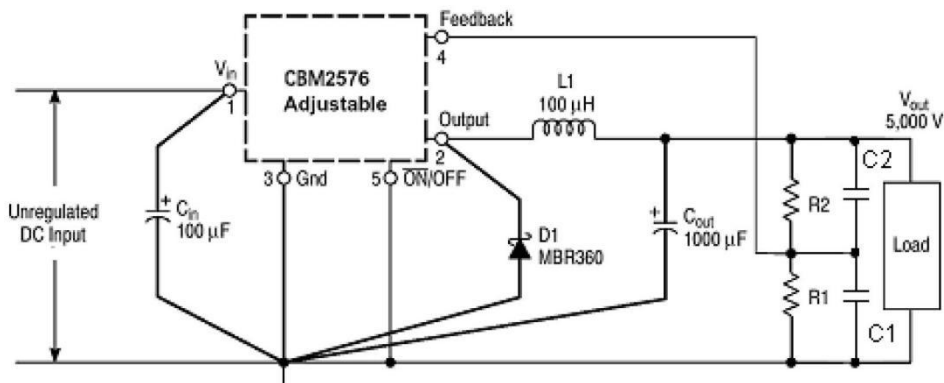 Feedback
4
CBM2576
Adjustable
Vin
1
Output
2
L1
100 μH
Vout
5,000 V
3
Gnd
5
ON/OFF
Unregulated
DC Input
Cin
100 μF
+
D1
MBR360
+
Cout
1000 μF
R2
C2
Load
R1
C1